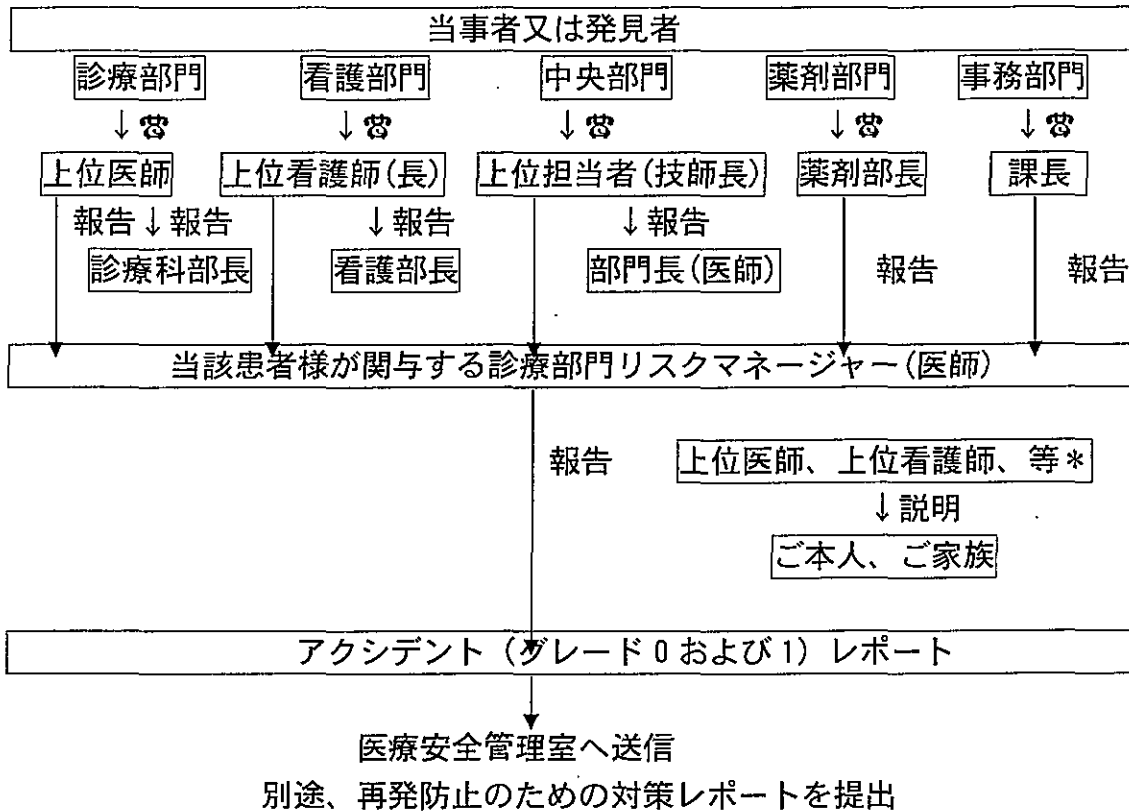 当事者又は発見者
診療部門 看護部門 中央部門 薬剤部門 事務部門
↓☎ ↓☎ ↓☎ ↓☎ ↓☎
上位医師 上位看護師(長) 上位担当者(技師長) 薬剤部長 課長
報告 ↓報告 ↓報告 ↓報告
診療科部長 看護部長 部門長(医師) 報告 報告
当該患者様が関与する診療部門リスクマネージャー(医師)
報告 上位医師、上位看護師、等*
↓説明
ご本人、ご家族
アクシデント(グレード0および1)レポート
医療安全管理室へ送信
別途、再発防止のための対策レポートを提出